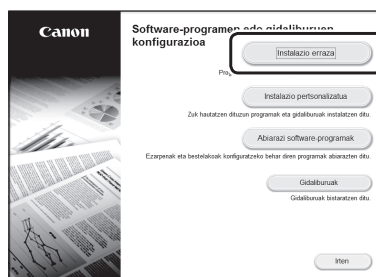 Canon
Software-programen edo gidaliburuen
konfigurazioa
Instalazio erraza
Instalazio pertsonalizatua
Zuk hautatzen dituzun programak eta gidaliburuak instalatzen ditu.
Abiarazi software-programak
Ezarpenak eta bestelakoak konfiguratzeko behar diren programak abiarazten ditu.
Gidaliburuak
Gidaliburuak bistaratzen ditu.
Irten